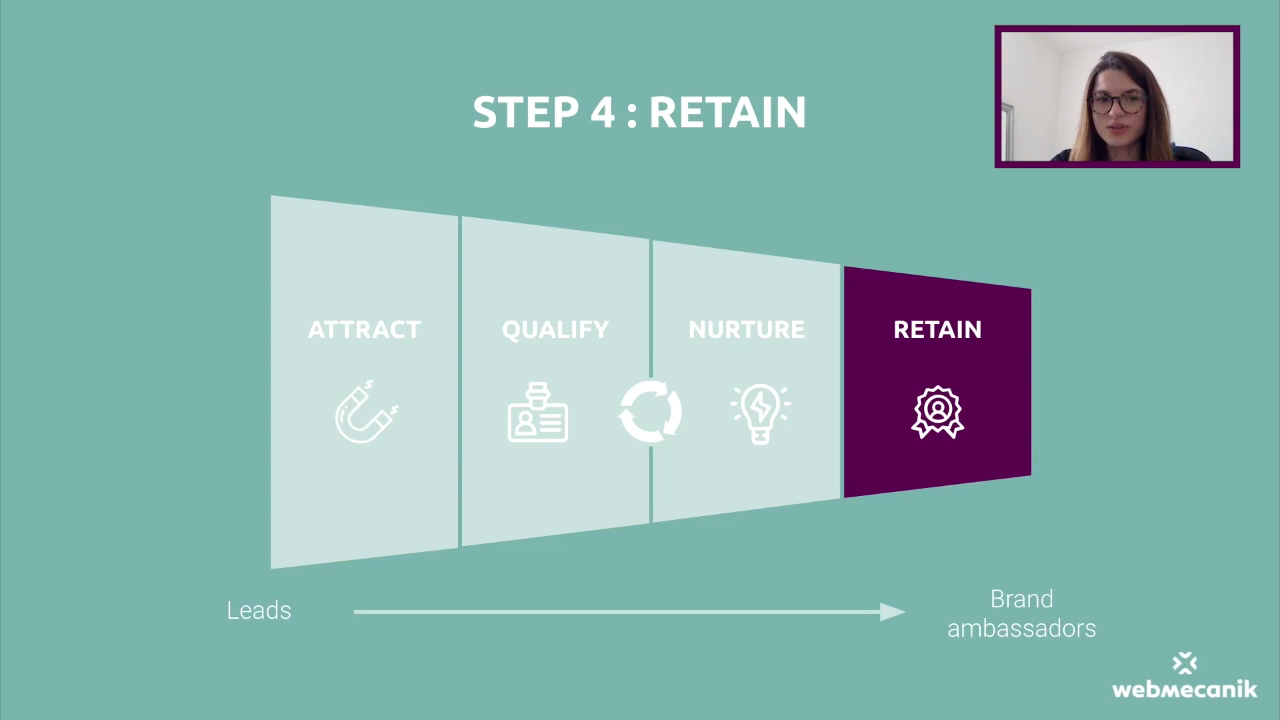 STEP 4 : RETAIN
ATTRACT
QUALIFY
NURTURE
RETAIN
Leads
Brand
ambassadors
webmecanik